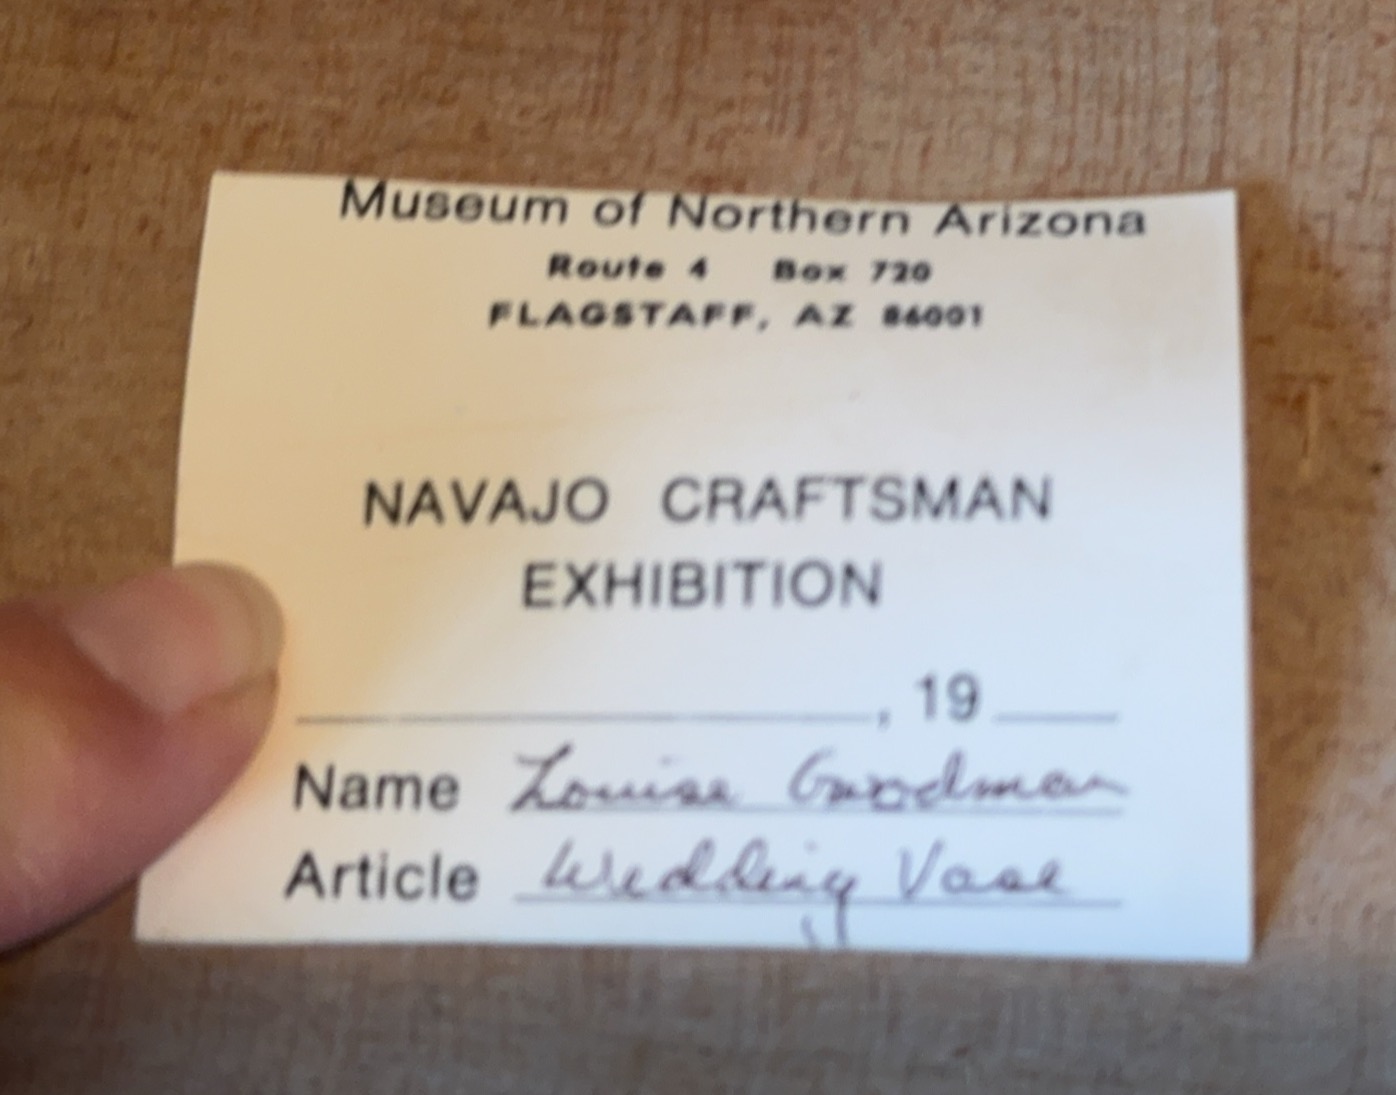 Museum of Northern Arizona
Route 4 Box 720
FLAGSTAFF, AZ 86001
NAVAJO CRAFTSMAN
EXHIBITION
, 19
Name Louise Goodman
Article Wedding Vase